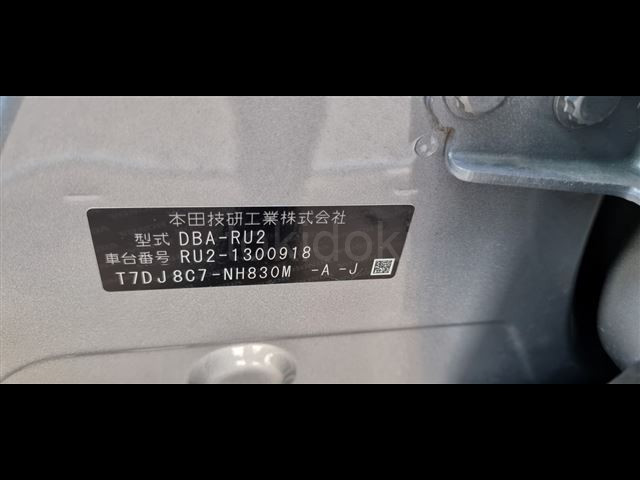 本田技研工業株式会社
型式 DBA-RU2
車台番号 RU2-1300918
T7DJ8C7-NH830M -A -J
kidok